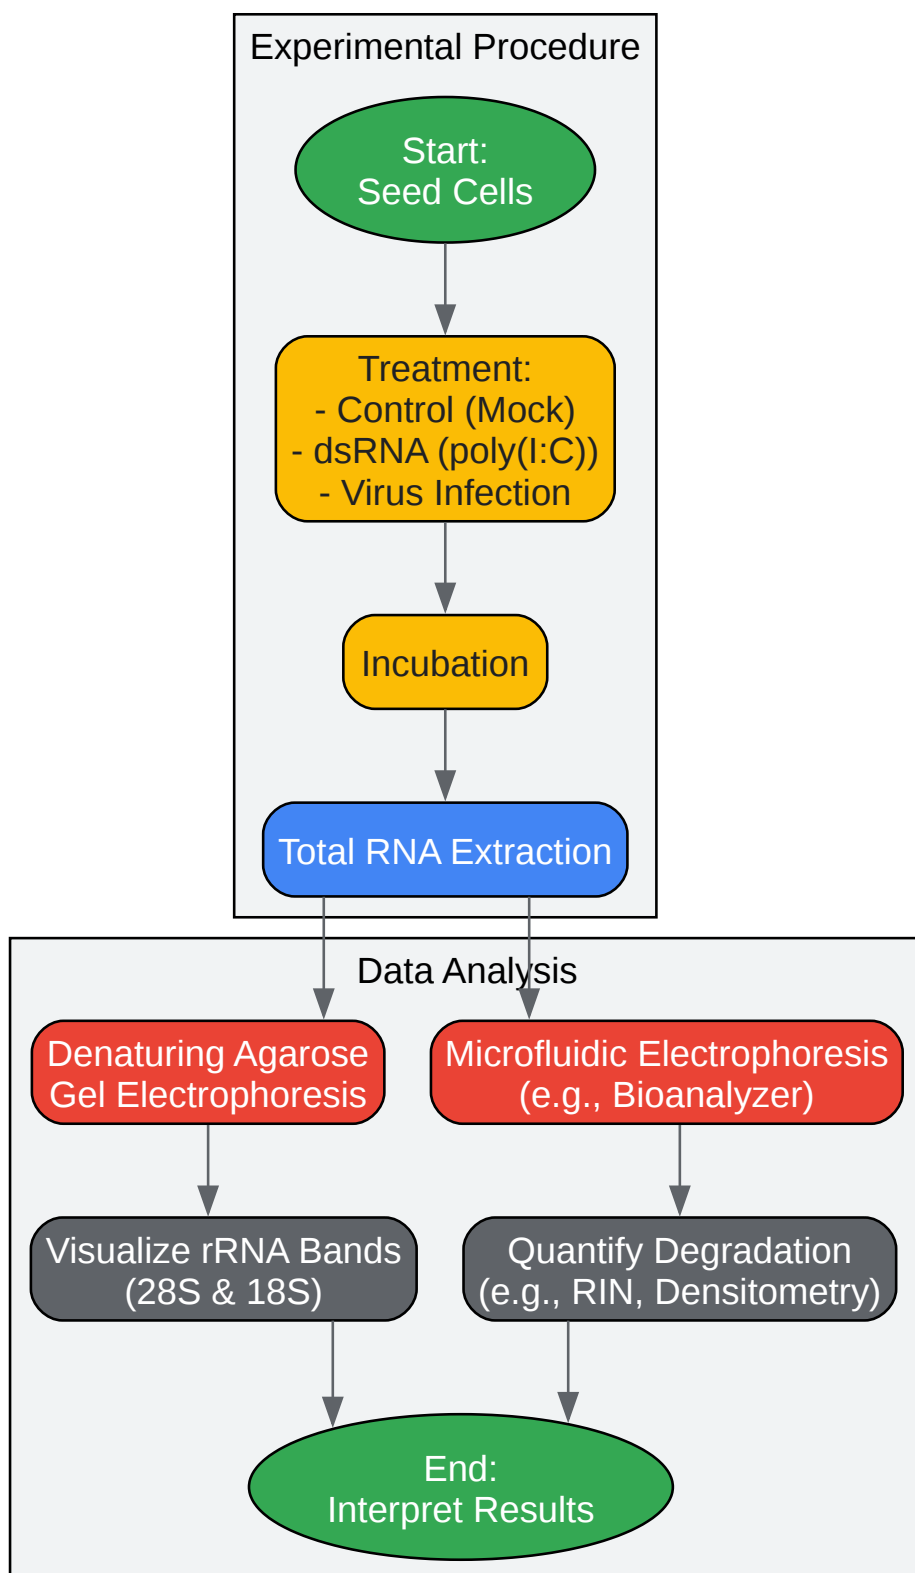 Experimental Procedure
Start:
Seed Cells
Treatment:
- Control (Mock)
- dsRNA (poly(I:C))
- Virus Infection
Incubation
Total RNA Extraction
Data Analysis
Denaturing Agarose
Gel Electrophoresis
Microfluidic Electrophoresis
(e.g., Bioanalyzer)
Visualize rRNA Bands
(28S & 18S)
Quantify Degradation
(e.g., RIN, Densitometry)
End:
Interpret Results